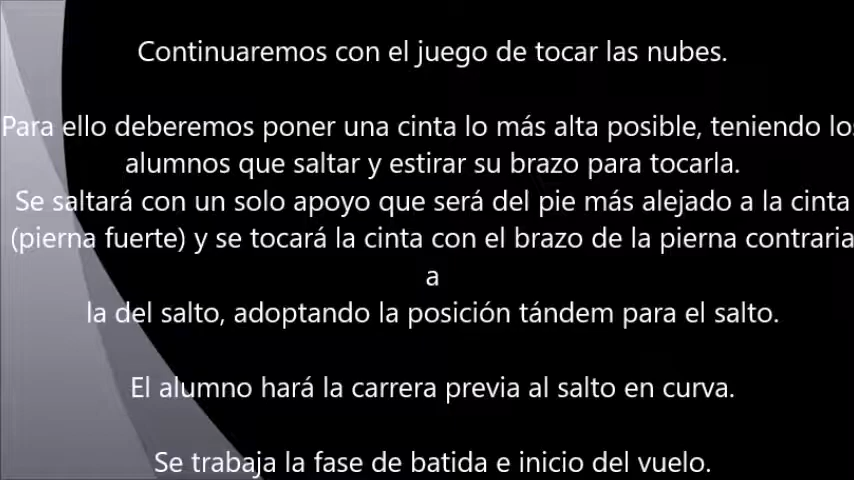 Continuaremos con el juego de tocar las nubes.
Para ello deberemos poner una cinta lo más alta posible, teniendo los
alumnos que saltar y estirar su brazo para tocarla.
Se saltará con un solo apoyo que será del pie más alejado a la cinta
(pierna fuerte) y se tocará la cinta con el brazo de la pierna contraria
a
la del salto, adoptando la posición tándem para el salto.
El alumno hará la carrera previa al salto en curva.
Se trabaja la fase de batida e inicio del vuelo.